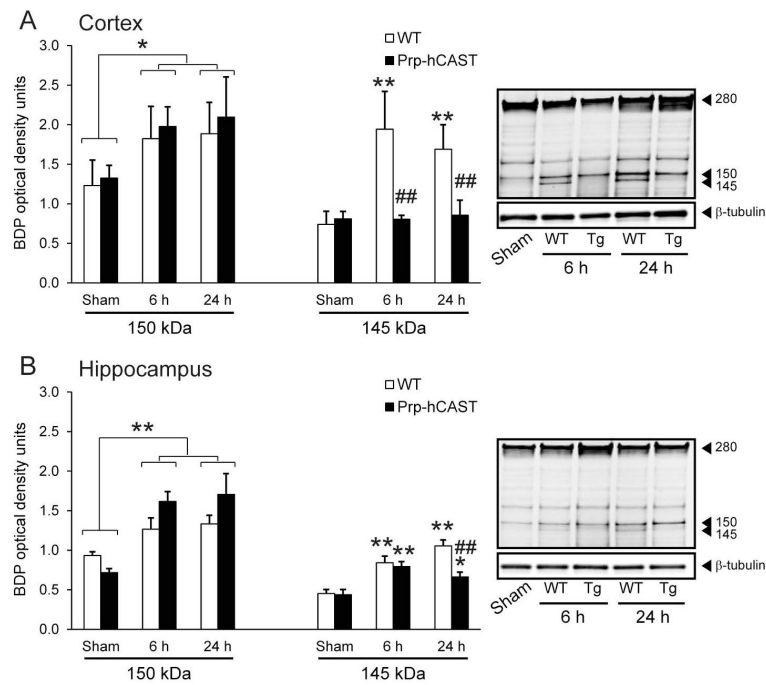 A Cortex
BDP optical density units
3.0
2.5
2.0
1.5
1.0
0.5
0.0
WT
Prp-hCAST
*
**
**
##
##
Sham 6 h 24 h
150 kDa
Sham 6 h 24 h
145 kDa
280
150
145
β-tubulin
Sham WT Tg WT Tg
6 h 24 h
B Hippocampus
BDP optical density units
3.0
2.5
2.0
1.5
1.0
0.5
0.0
WT
Prp-hCAST
**
** **
**
##
*
Sham 6 h 24 h
150 kDa
Sham 6 h 24 h
145 kDa
280
150
145
β-tubulin
Sham WT Tg WT Tg
6 h 24 h